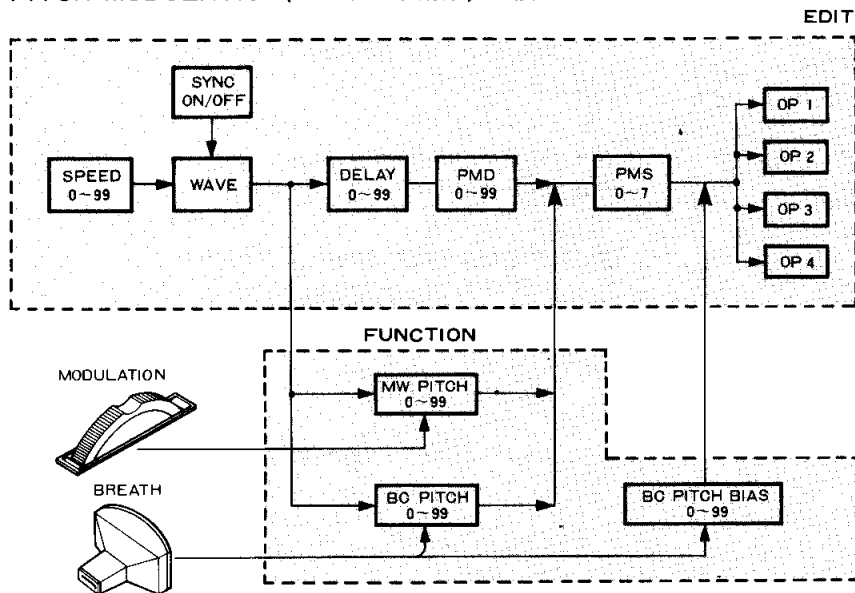 EDIT
SYNC
ON/OFF
SPEED
0~99
WAVE
DELAY
0~99
PMD
0~99
PMS
0~7
OP 1
OP 2
OP 3
OP 4
FUNCTION
MODULATION
MW PITCH
0~99
BREATH
BC PITCH
0~99
BC PITCH BIAS
0~99